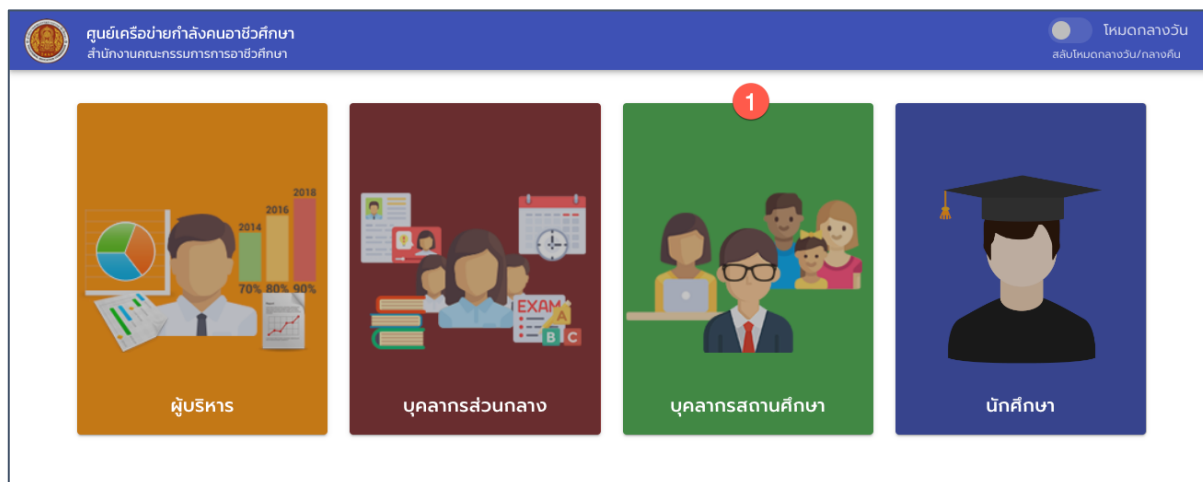 ศูนย์เครือข่ายกำลังคนอาชีวศึกษา
สำนักงานคณะกรรมการการอาชีวศึกษา
โหมดกลางวัน
สลับโหมดกลางวัน/กลางคืน
1
2018
2016
2014
70% 80% 90%
EXAM
A
B C
ผู้บริหาร
บุคลากรส่วนกลาง
บุคลากรสถานศึกษา
นักศึกษา